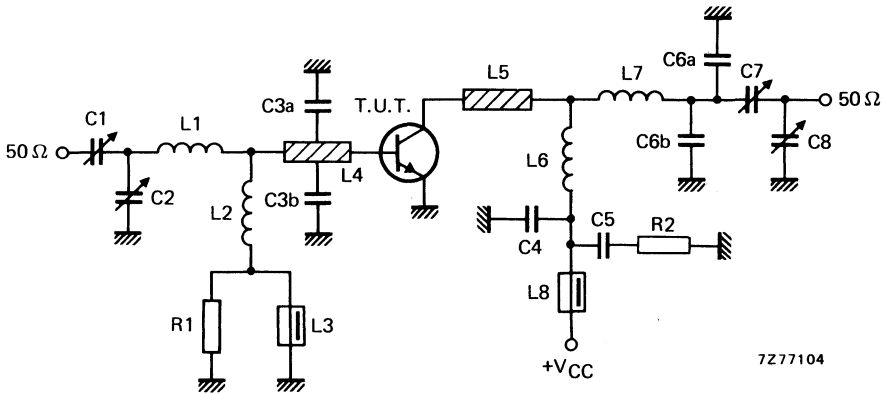 C6a
L5
L7
C7
50 Ω
C3a
T.U.T.
C1
L1
50 Ω
C6b
C8
L6
L4
C2
L2
C3b
C4
C5
R2
L8
R1
L3
+VCC
7Z77104